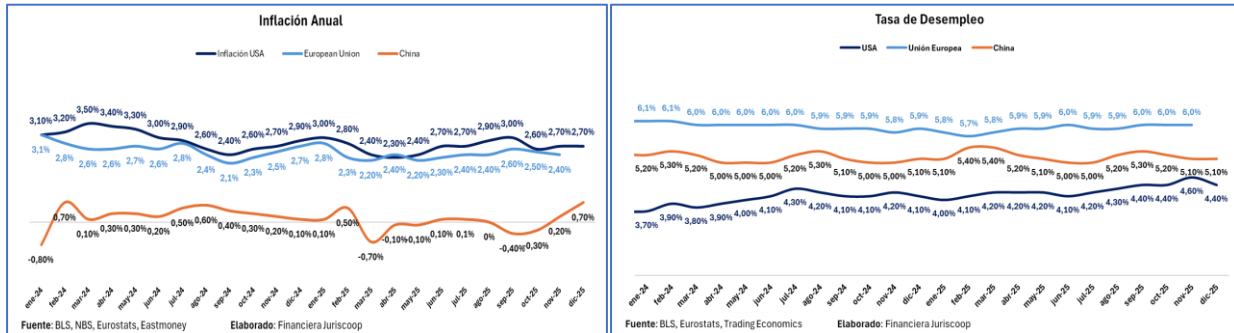 Inflación Anual
Inflación USA European Union China
3,10% 3,20% 3,50% 3,40% 3,30% 3,00% 2,90% 2,60% 2,40% 2,60% 2,70% 2,90% 3,00% 2,80% 2,40% 2,30% 2,40% 2,70% 2,70% 2,90% 3,00% 2,60% 2,70% 2,70%
3,1% 2,8% 2,6% 2,6% 2,7% 2,6% 2,8% 2,4% 2,1% 2,3% 2,5% 2,7% 2,8% 2,3% 2,20% 2,40% 2,20% 2,30% 2,40% 2,40% 2,60% 2,50% 2,40%
-0,80% 0,70% 0,10% 0,30% 0,30% 0,20% 0,50% 0,60% 0,40% 0,30% 0,20% 0,10% 0,10% 0,50% -0,70% -0,10% -0,10% 0,10% 0,1% 0% -0,40% -0,30% 0,20% 0,70%
ene-24 feb-24 mar-24 abr-24 may-24 jun-24 jul-24 ago-24 sep-24 oct-24 nov-24 dic-24 ene-25 feb-25 mar-25 abr-25 may-25 jun-25 jul-25 ago-25 sep-25 oct-25 nov-25 dic-25
Fuente: BLS, NBS, Eurostats, Eastmoney Elaborado: Financiera Juriscoop
Tasa de Desempleo
USA Unión Europea China
6,1% 6,1% 6,0% 6,0% 6,0% 6,0% 6,0% 5,9% 5,9% 5,9% 5,8% 5,9% 5,8% 5,7% 5,8% 5,9% 5,9% 6,0% 5,9% 5,9% 6,0% 6,0% 6,0%
5,20% 5,30% 5,20% 5,00% 5,00% 5,00% 5,20% 5,30% 5,10% 5,00% 5,00% 5,10% 5,10% 5,40% 5,40% 5,20% 5,10% 5,00% 5,00% 5,20% 5,30% 5,20% 5,10% 5,10%
3,70% 3,90% 3,80% 3,90% 4,00% 4,10% 4,30% 4,20% 4,10% 4,10% 4,20% 4,10% 4,00% 4,10% 4,20% 4,20% 4,20% 4,10% 4,20% 4,30% 4,40% 4,40% 4,60% 4,40%
ene-24 feb-24 mar-24 abr-24 may-24 jun-24 jul-24 ago-24 sep-24 oct-24 nov-24 dic-24 ene-25 feb-25 mar-25 abr-25 may-25 jun-25 jul-25 ago-25 sep-25 oct-25 nov-25 dic-25
Fuente: BLS, Eurostats, Trading Economics Elaborado: Financiera Juriscoop